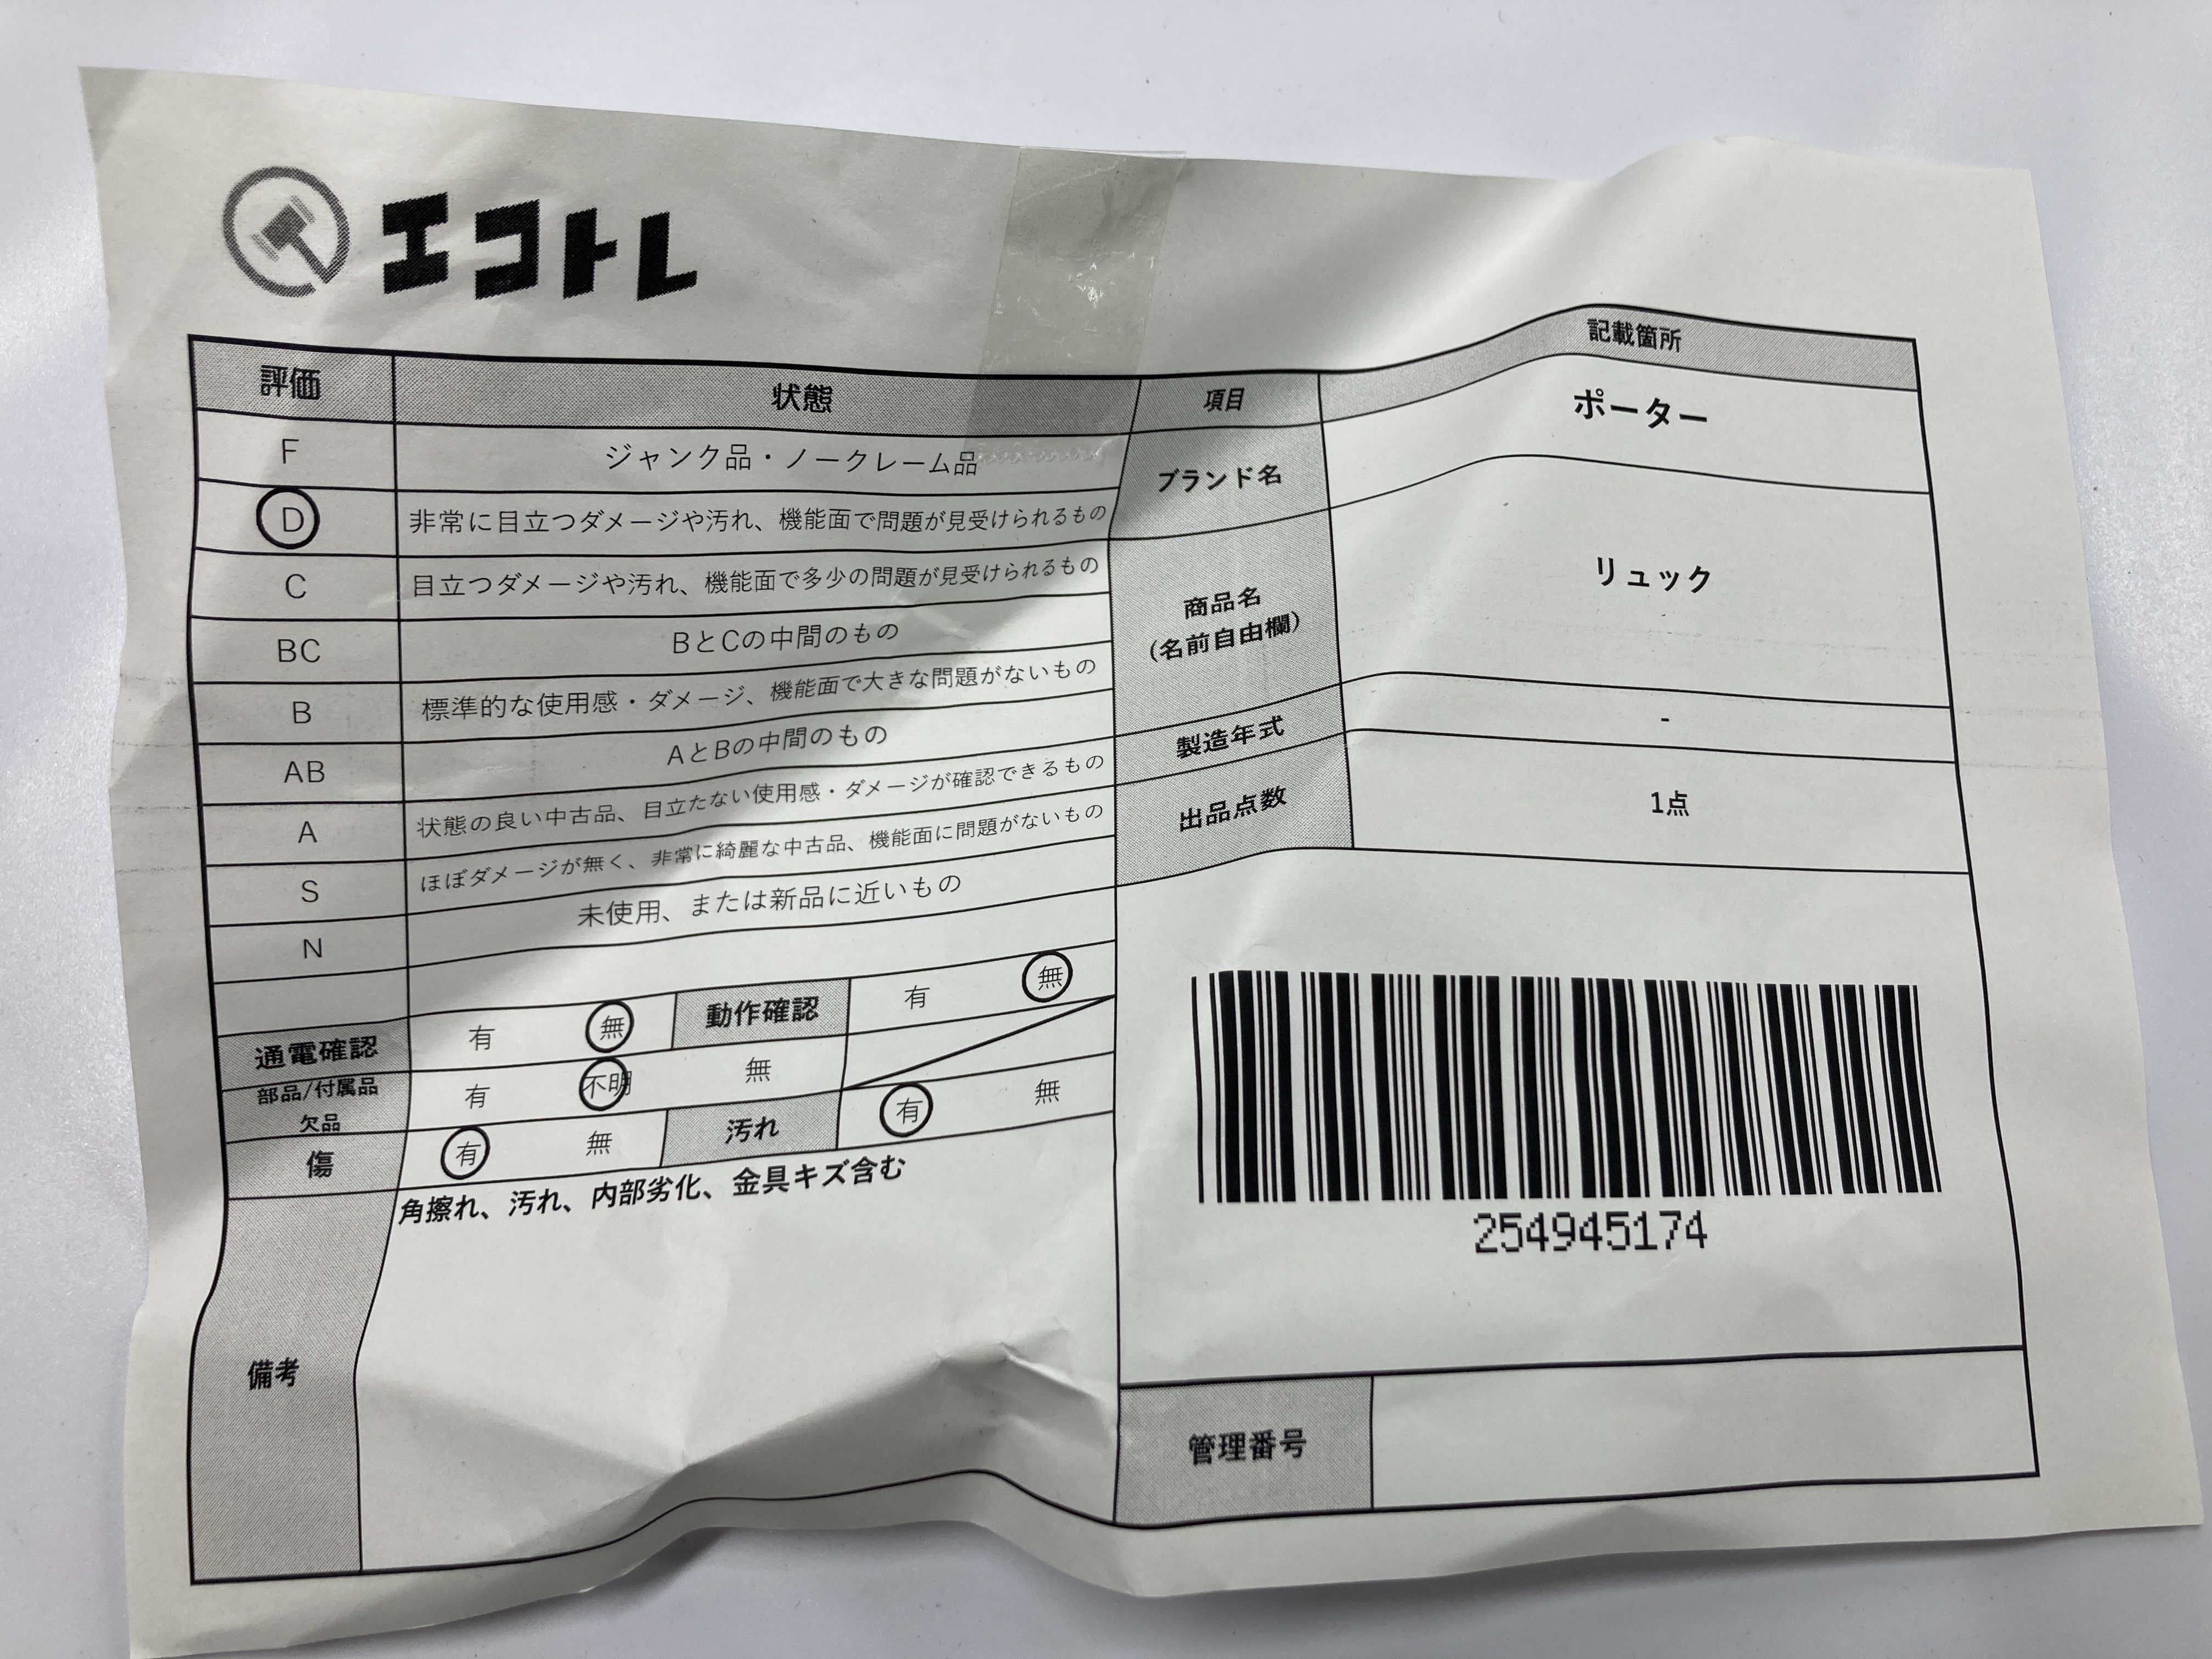 エコトレ
評価 状態
F ジャンク品・ノークレーム品
D 非常に目立つダメージや汚れ、機能面で問題が見受けられるもの
C 目立つダメージや汚れ、機能面で多少の問題が見受けられるもの
BC BとCの中間のもの
B 標準的な使用感・ダメージ、機能面で大きな問題がないもの
AB AとBの中間のもの
A 状態の良い中古品、目立たない使用感・ダメージが確認できるもの
S ほぼダメージが無く、非常に綺麗な中古品、機能面に問題がないもの
N 未使用、または新品に近いもの
通電確認 有 無 動作確認 有 無
部品/付属品
欠品 有 不明 無
傷 有 無 汚れ 有 無
備考 角擦れ、汚れ、内部劣化、金具キズ含む
項目 記載箇所
ブランド名 ポーター
商品名
(名前自由欄) リュック
製造年式 -
出品点数 1点
254945174
管理番号